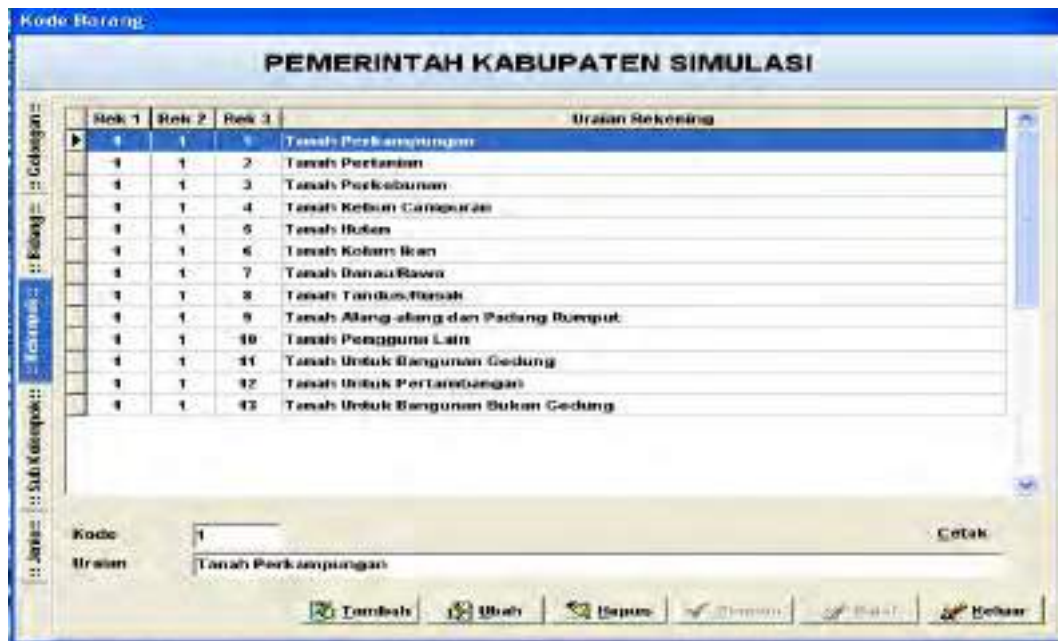 Kode Barang
PEMERINTAH KABUPATEN SIMULASI
:: Golongan ::
:: Bidang ::
:: Kelompok ::
:: Sub Kelompok ::
:: Jenis ::
Rek 1 Rek 2 Rek 3 Uraian Rekening
1 1 1 Tanah Perkampungan
1 1 2 Tanah Pertanian
1 1 3 Tanah Perkebunan
1 1 4 Tanah Kebun Campuran
1 1 5 Tanah Hutan
1 1 6 Tanah Kolam Ikan
1 1 7 Tanah Danau/Rawa
1 1 8 Tanah Tandus/Rusak
1 1 9 Tanah Alang-alang dan Padang Rumput
1 1 10 Tanah Pengguna Lain
1 1 11 Tanah Untuk Bangunan Gedung
1 1 12 Tanah Untuk Pertambangan
1 1 13 Tanah Untuk Bangunan Bukan Gedung
Kode 1 Cetak
Uraian Tanah Perkampungan
Tambah Ubah Hapus Simpan Batal Keluar